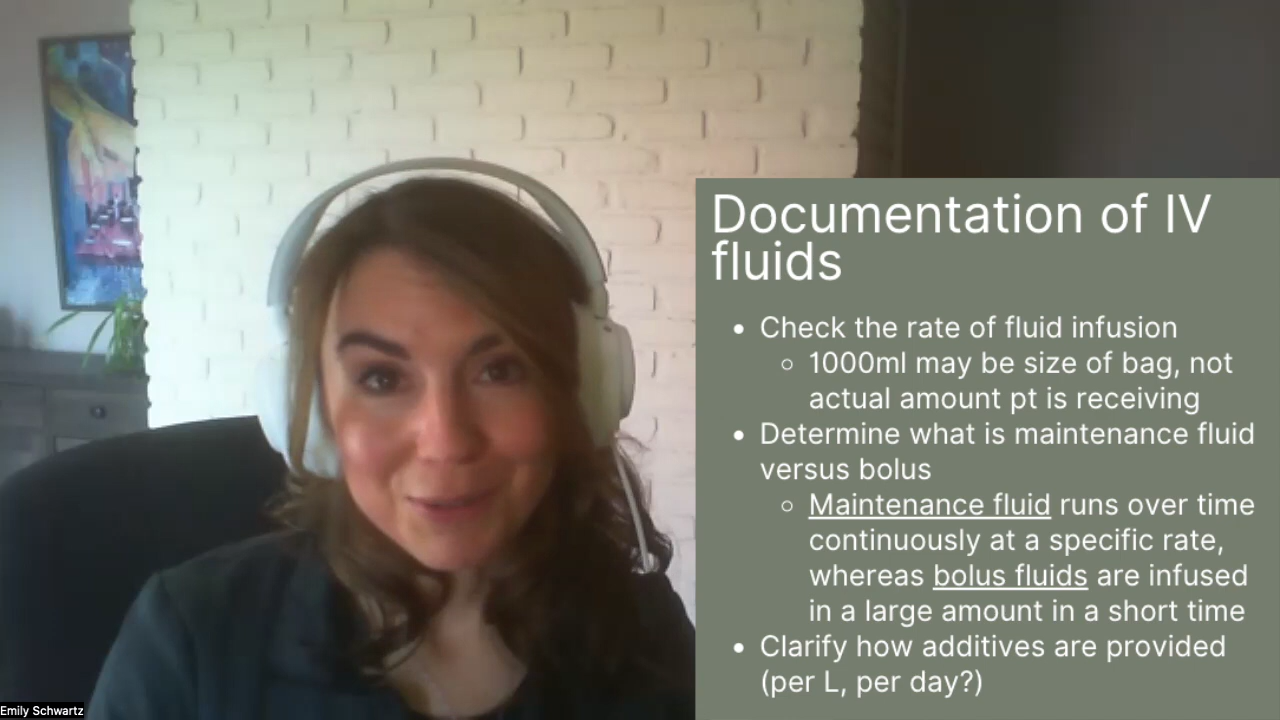 Documentation of IV
fluids
• Check the rate of fluid infusion
◦ 1000ml may be size of bag, not
actual amount pt is receiving
• Determine what is maintenance fluid
versus bolus
◦ Maintenance fluid runs over time
continuously at a specific rate,
whereas bolus fluids are infused
in a large amount in a short time
• Clarify how additives are provided
(per L, per day?)
Emily Schwartz